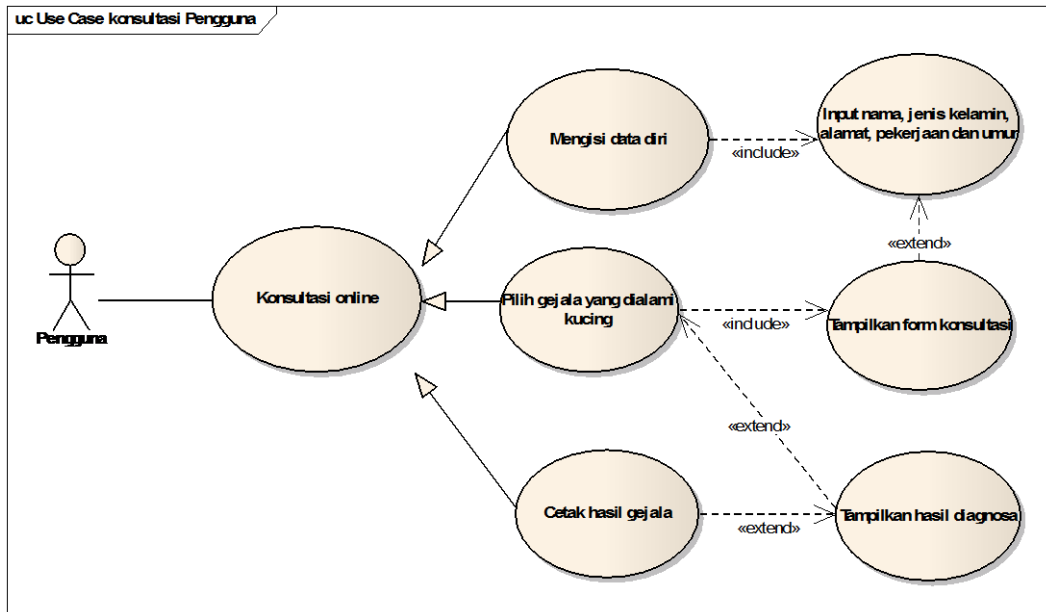 uc Use Case konsultasi Pengguna
Mengisi data diri
«include»
Input nama, jenis kelamin,
alamat, pekerjaan dan umur
«extend»
Pengguna
Konsultasi online
Pilih gejala yang dialami
kucing
«include»
Tampilkan form konsultasi
«extend»
Cetak hasil gejala
«extend»
Tampilkan hasil diagnosa